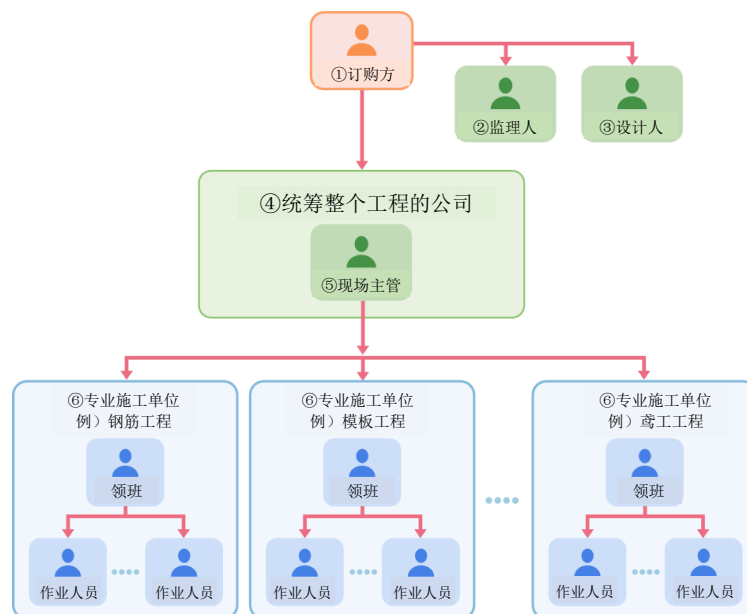 ①订购方
②监理人
③设计人
④统筹整个工程的公司
⑤现场主管
⑥专业施工单位
例）钢筋工程
领班
作业人员
作业人员
⑥专业施工单位
例）模板工程
领班
作业人员
作业人员
⑥专业施工单位
例）鸢工工程
领班
作业人员
作业人员